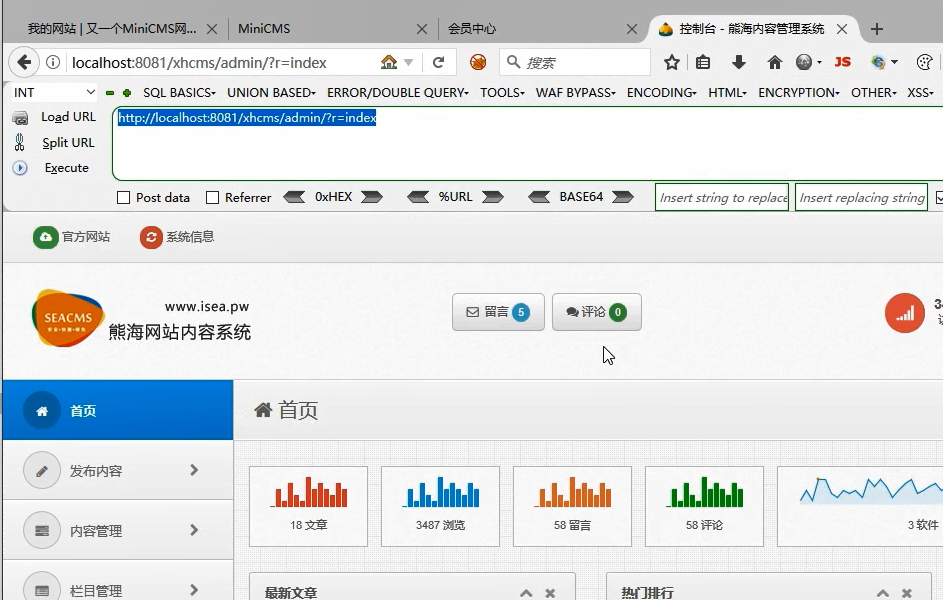 我的网站 | 又一个MiniCMS网... MiniCMS 会员中心 控制台 - 熊海内容管理系统
localhost:8081/xhcms/admin/?r=index 搜索 JS
INT SQL BASICS UNION BASED ERROR/DOUBLE QUERY TOOLS WAF BYPASS ENCODING HTML ENCRYPTION OTHER XSS
Load URL http://localhost:8081/xhcms/admin/?r=index
Split URL
Execute
Post data Referrer 0xHEX %URL BASE64 Insert string to replace Insert replacing string
官方网站 系统信息
www.isea.pw
SEACMS
熊海网站内容系统
留言 5 评论 0
首页
首页
发布内容
18 文章 3487 浏览 58 留言 58 评论 3 软件
内容管理
栏目管理
最新文章 热门排行